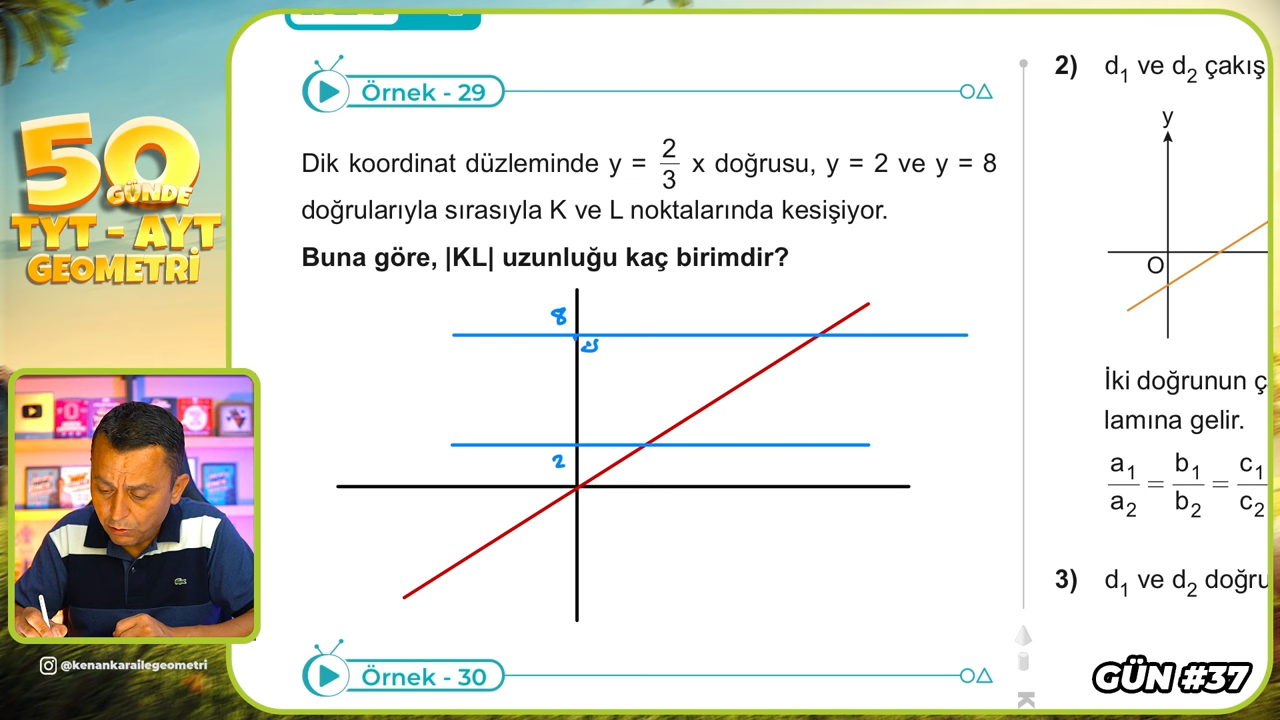 50
GÜNDE
TYT - AYT
GEOMETRİ
Örnek - 29
Dik koordinat düzleminde y = 2/3 x doğrusu, y = 2 ve y = 8
doğrularıyla sırasıyla K ve L noktalarında kesişiyor.
Buna göre, |KL| uzunluğu kaç birimdir?
8
2
Örnek - 30
2) d₁ ve d₂ çakış
y
O
İki doğrunun ç
lamına gelir.
a₁/a₂ = b₁/b₂ = c₁/c₂
3) d₁ ve d₂ doğru
K
@kenankarailegeometri
GÜN #37